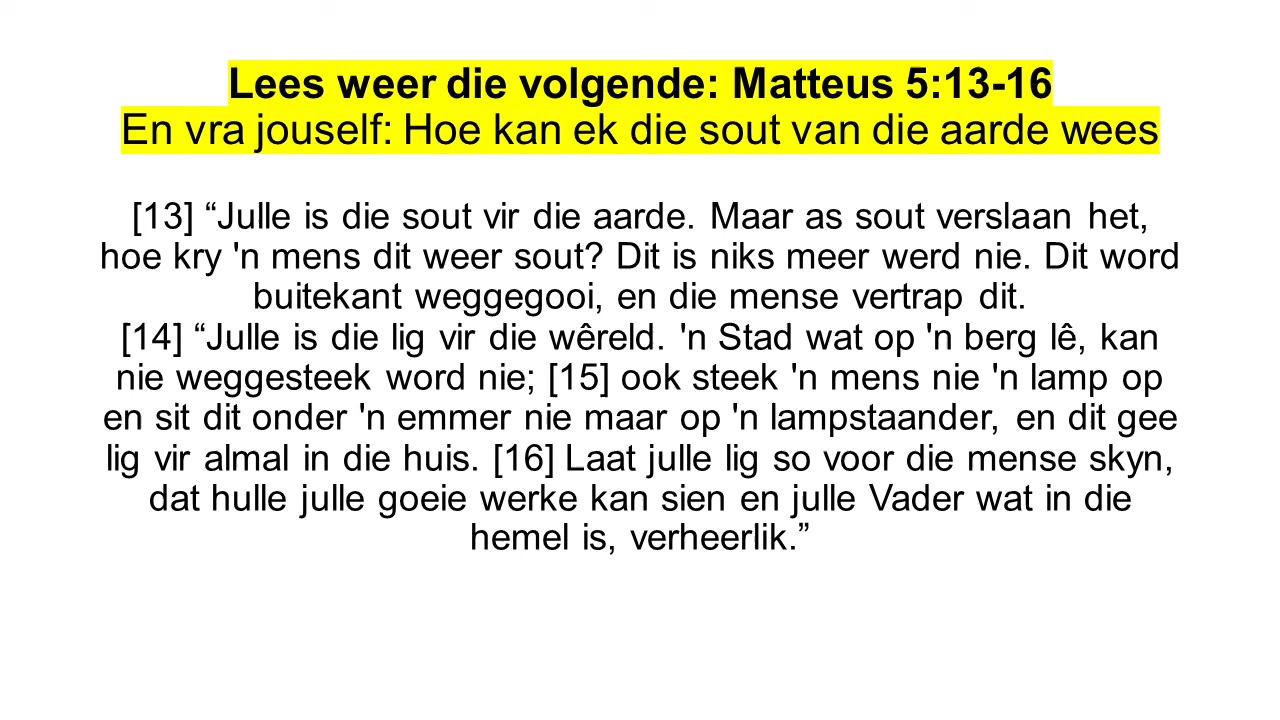 Lees weer die volgende: Matteus 5:13-16
En vra jouself: Hoe kan ek die sout van die aarde wees
[13] “Julle is die sout vir die aarde. Maar as sout verslaan het,
hoe kry 'n mens dit weer sout? Dit is niks meer werd nie. Dit word
buitekant weggegooi, en die mense vertrap dit.
[14] “Julle is die lig vir die wêreld. 'n Stad wat op 'n berg lê, kan
nie weggesteek word nie; [15] ook steek 'n mens nie 'n lamp op
en sit dit onder 'n emmer nie maar op 'n lampstaander, en dit gee
lig vir almal in die huis. [16] Laat julle lig so voor die mense skyn,
dat hulle julle goeie werke kan sien en julle Vader wat in die
hemel is, verheerlik.”